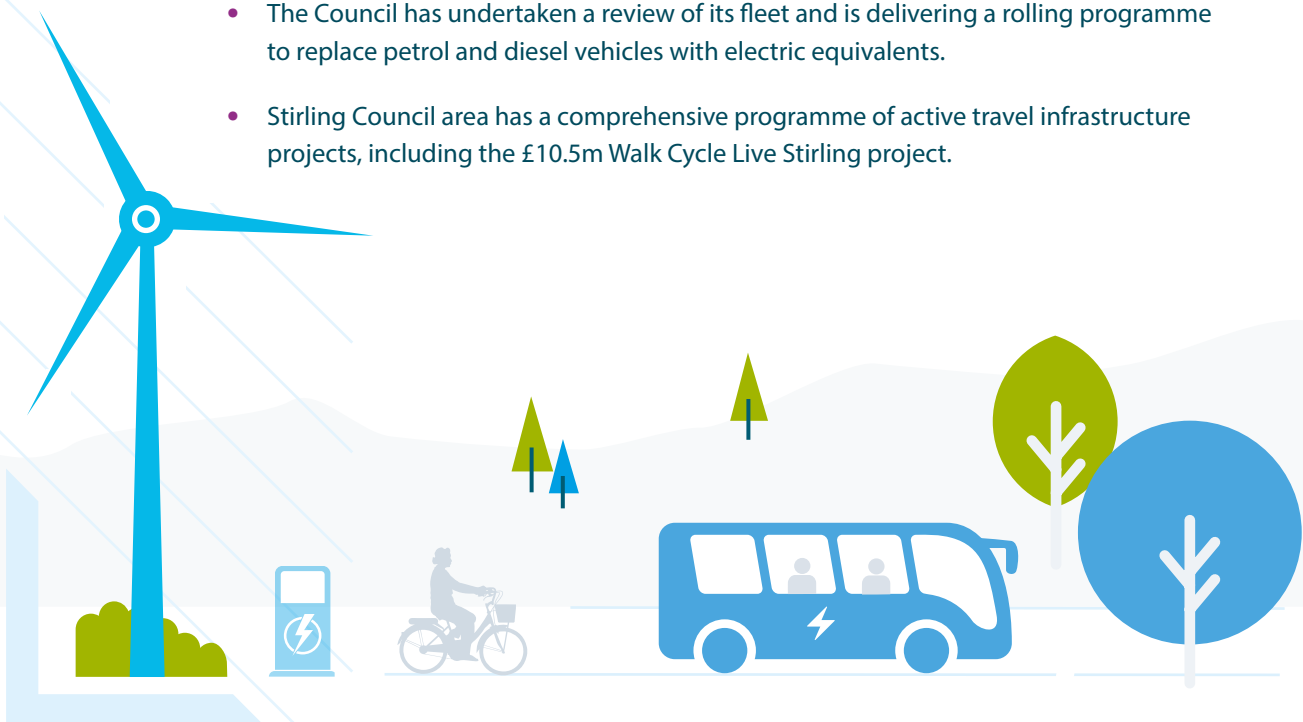 • The Council has undertaken a review of its fleet and is delivering a rolling programme
to replace petrol and diesel vehicles with electric equivalents.
• Stirling Council area has a comprehensive programme of active travel infrastructure
projects, including the £10.5m Walk Cycle Live Stirling project.